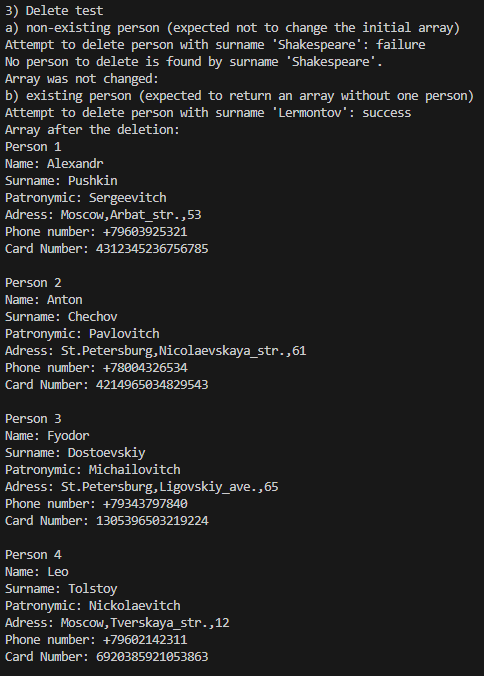 3) Delete test
a) non-existing person (expected not to change the initial array)
Attempt to delete person with surname 'Shakespeare': failure
No person to delete is found by surname 'Shakespeare'.
Array was not changed:
b) existing person (expected to return an array without one person)
Attempt to delete person with surname 'Lermontov': success
Array after the deletion:
Person 1
Name: Alexandr
Surname: Pushkin
Patronymic: Sergeevitch
Adress: Moscow,Arbat_str.,53
Phone number: +79603925321
Card Number: 4312345236756785

Person 2
Name: Anton
Surname: Chechov
Patronymic: Pavlovitch
Adress: St.Petersburg,Nicolaevskaya_str.,61
Phone number: +78004326534
Card Number: 4214965034829543

Person 3
Name: Fyodor
Surname: Dostoevskiy
Patronymic: Michailovitch
Adress: St.Petersburg,Ligovskiy_ave.,65
Phone number: +79343797840
Card Number: 1305396503219224

Person 4
Name: Leo
Surname: Tolstoy
Patronymic: Nickolaevitch
Adress: Moscow,Tverskaya_str.,12
Phone number: +79602142311
Card Number: 6920385921053863